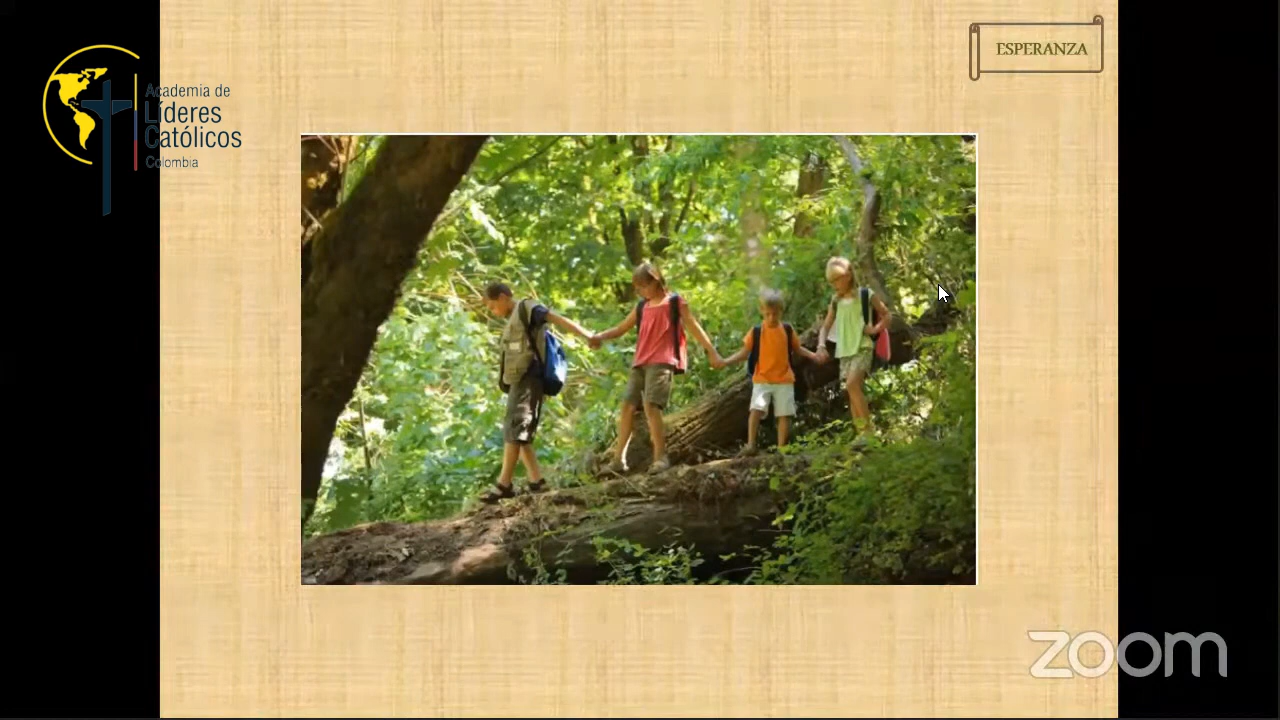 ESPERANZA
Academia de
Líderes
Católicos
Colombia
zoom